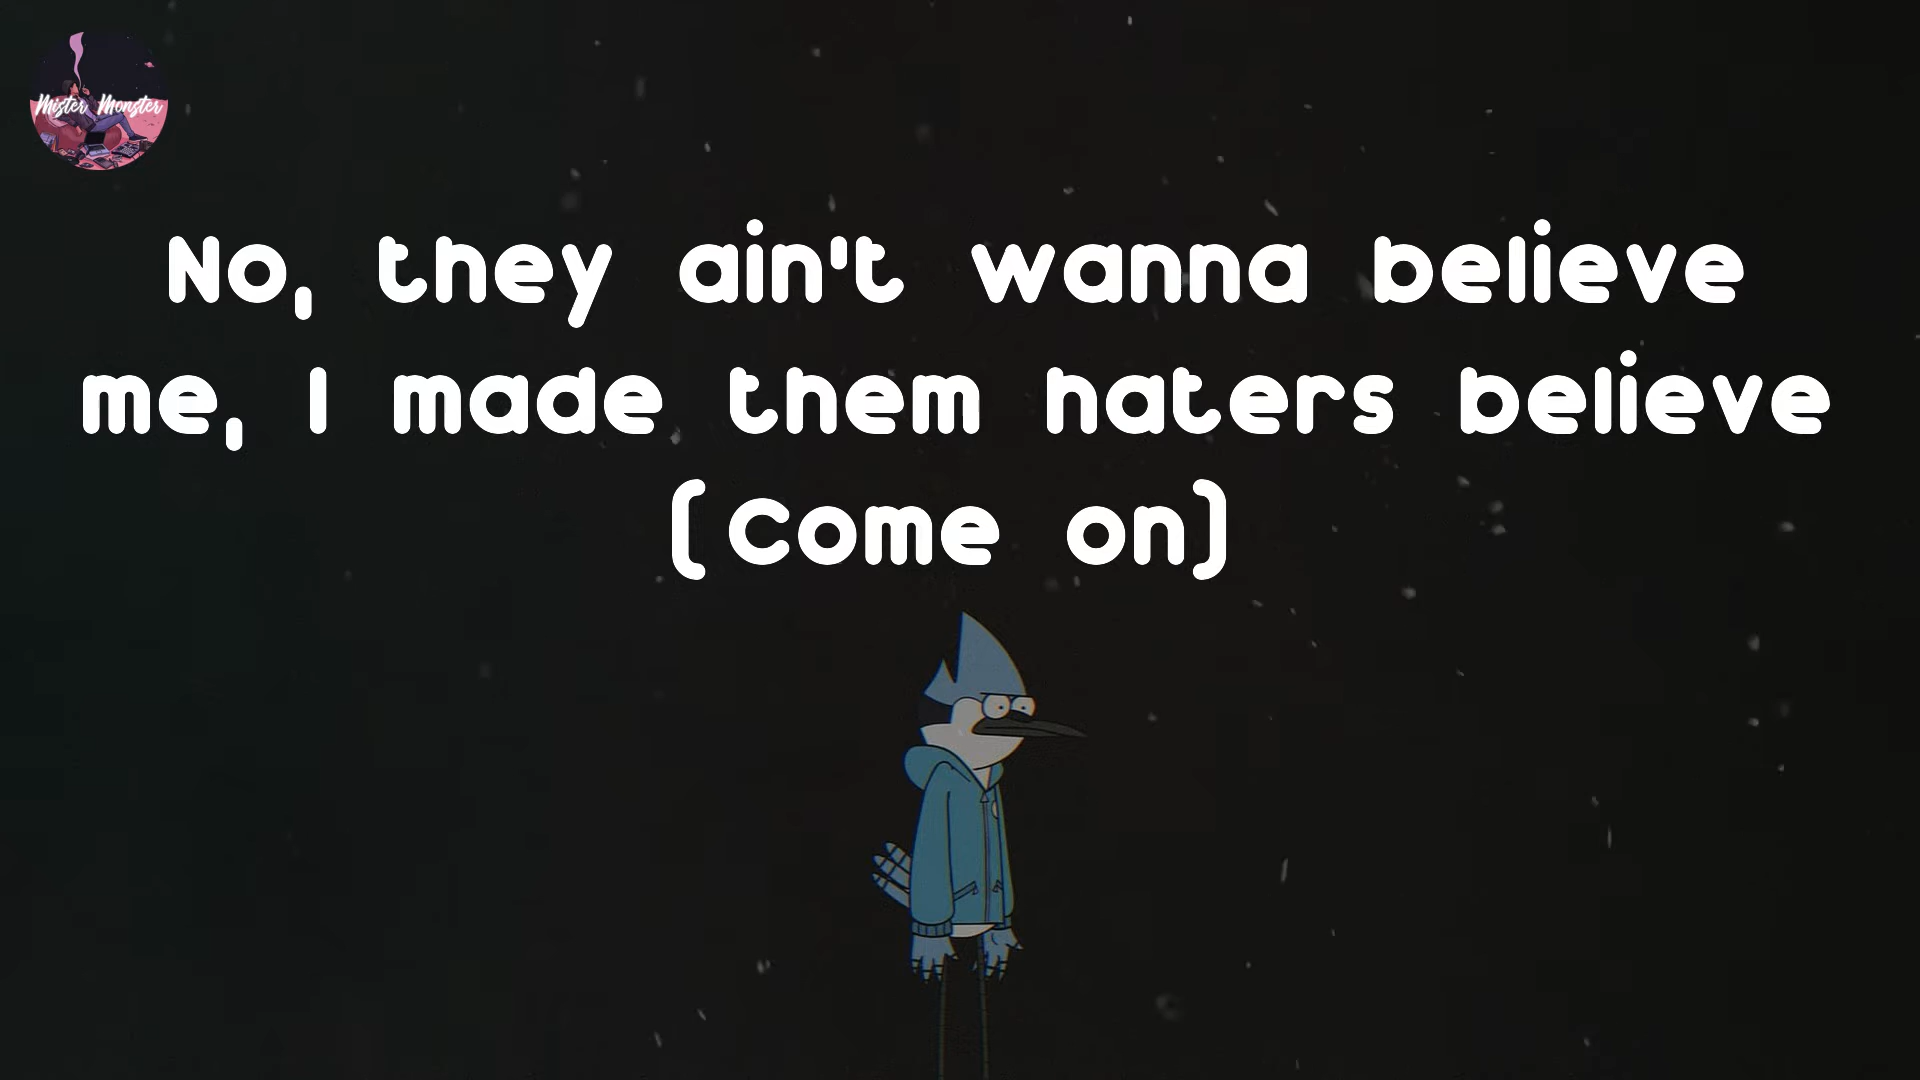 Mister Monster
No, they ain't wanna believe
me, I made them haters believe
(Come on)